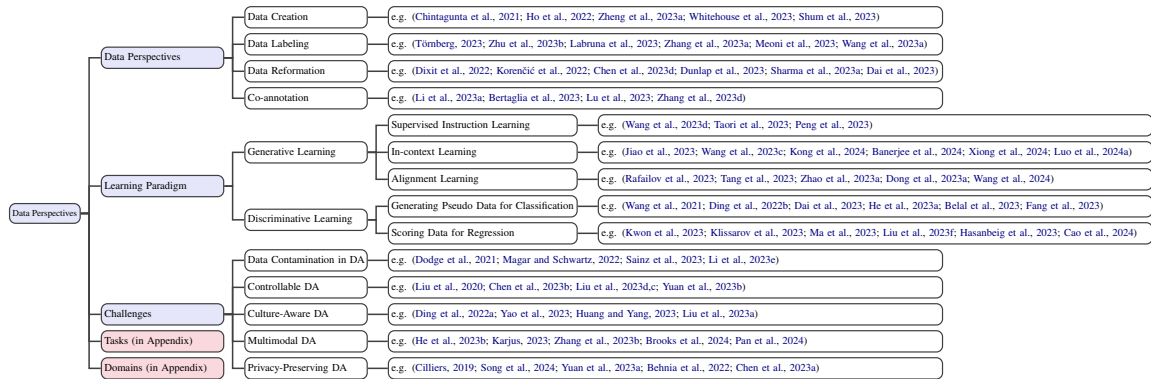 Data Creation
e.g. (Chintagunta et al., 2021; Ho et al., 2022; Zheng et al., 2023a; Whitehouse et al., 2023; Shum et al., 2023)
Data Labeling
e.g. (Törnberg, 2023; Zhu et al., 2023b; Labruna et al., 2023; Zhang et al., 2023a; Meoni et al., 2023; Wang et al., 2023a)
Data Perspectives
Data Reformation
e.g. (Dixit et al., 2022; Korenčić et al., 2022; Chen et al., 2023d; Dunlap et al., 2023; Sharma et al., 2023a; Dai et al., 2023)
Co-annotation
e.g. (Li et al., 2023a; Bertaglia et al., 2023; Lu et al., 2023; Zhang et al., 2023d)
Supervised Instruction Learning
e.g. (Wang et al., 2023d; Taori et al., 2023; Peng et al., 2023)
Generative Learning
In-context Learning
e.g. (Jiao et al., 2023; Wang et al., 2023c; Kong et al., 2024; Banerjee et al., 2024; Xiong et al., 2024; Luo et al., 2024a)
Learning Paradigm
Alignment Learning
e.g. (Rafailov et al., 2023; Tang et al., 2023; Zhao et al., 2023a; Dong et al., 2023a; Wang et al., 2024)
Data Perspectives
Discriminative Learning
Generating Pseudo Data for Classification
e.g. (Wang et al., 2021; Ding et al., 2022b; Dai et al., 2023; He et al., 2023a; Belal et al., 2023; Fang et al., 2023)
Scoring Data for Regression
e.g. (Kwon et al., 2023; Klissarov et al., 2023; Ma et al., 2023; Liu et al., 2023f; Hasanbeig et al., 2023; Cao et al., 2024)
Data Contamination in DA
e.g. (Dodge et al., 2021; Magar and Schwartz, 2022; Sainz et al., 2023; Li et al., 2023e)
Controllable DA
e.g. (Liu et al., 2020; Chen et al., 2023b; Liu et al., 2023d,c; Yuan et al., 2023b)
Challenges
Culture-Aware DA
e.g. (Ding et al., 2022a; Yao et al., 2023; Huang and Yang, 2023; Liu et al., 2023a)
Tasks (in Appendix)
Multimodal DA
e.g. (He et al., 2023b; Karjus, 2023; Zhang et al., 2023b; Brooks et al., 2024; Pan et al., 2024)
Domains (in Appendix)
Privacy-Preserving DA
e.g. (Cilliers, 2019; Song et al., 2024; Yuan et al., 2023a; Behnia et al., 2022; Chen et al., 2023a)